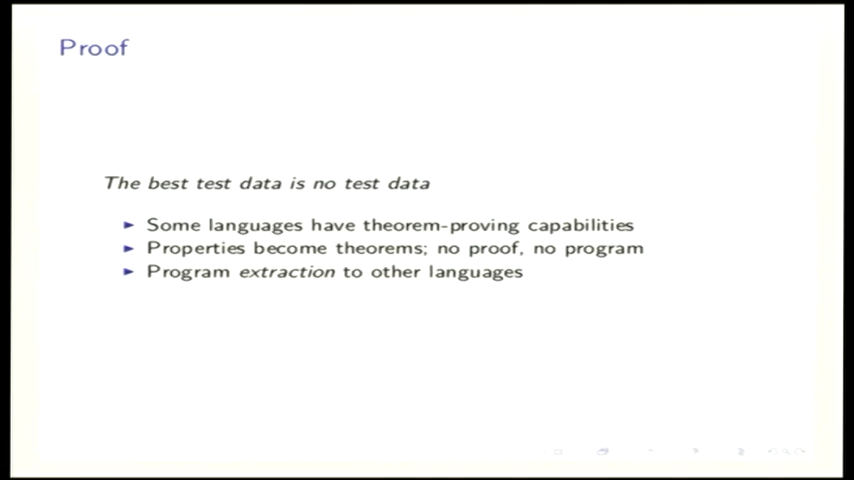 Proof
The best test data is no test data
Some languages have theorem-proving capabilities
Properties become theorems; no proof, no program
Program extraction to other languages